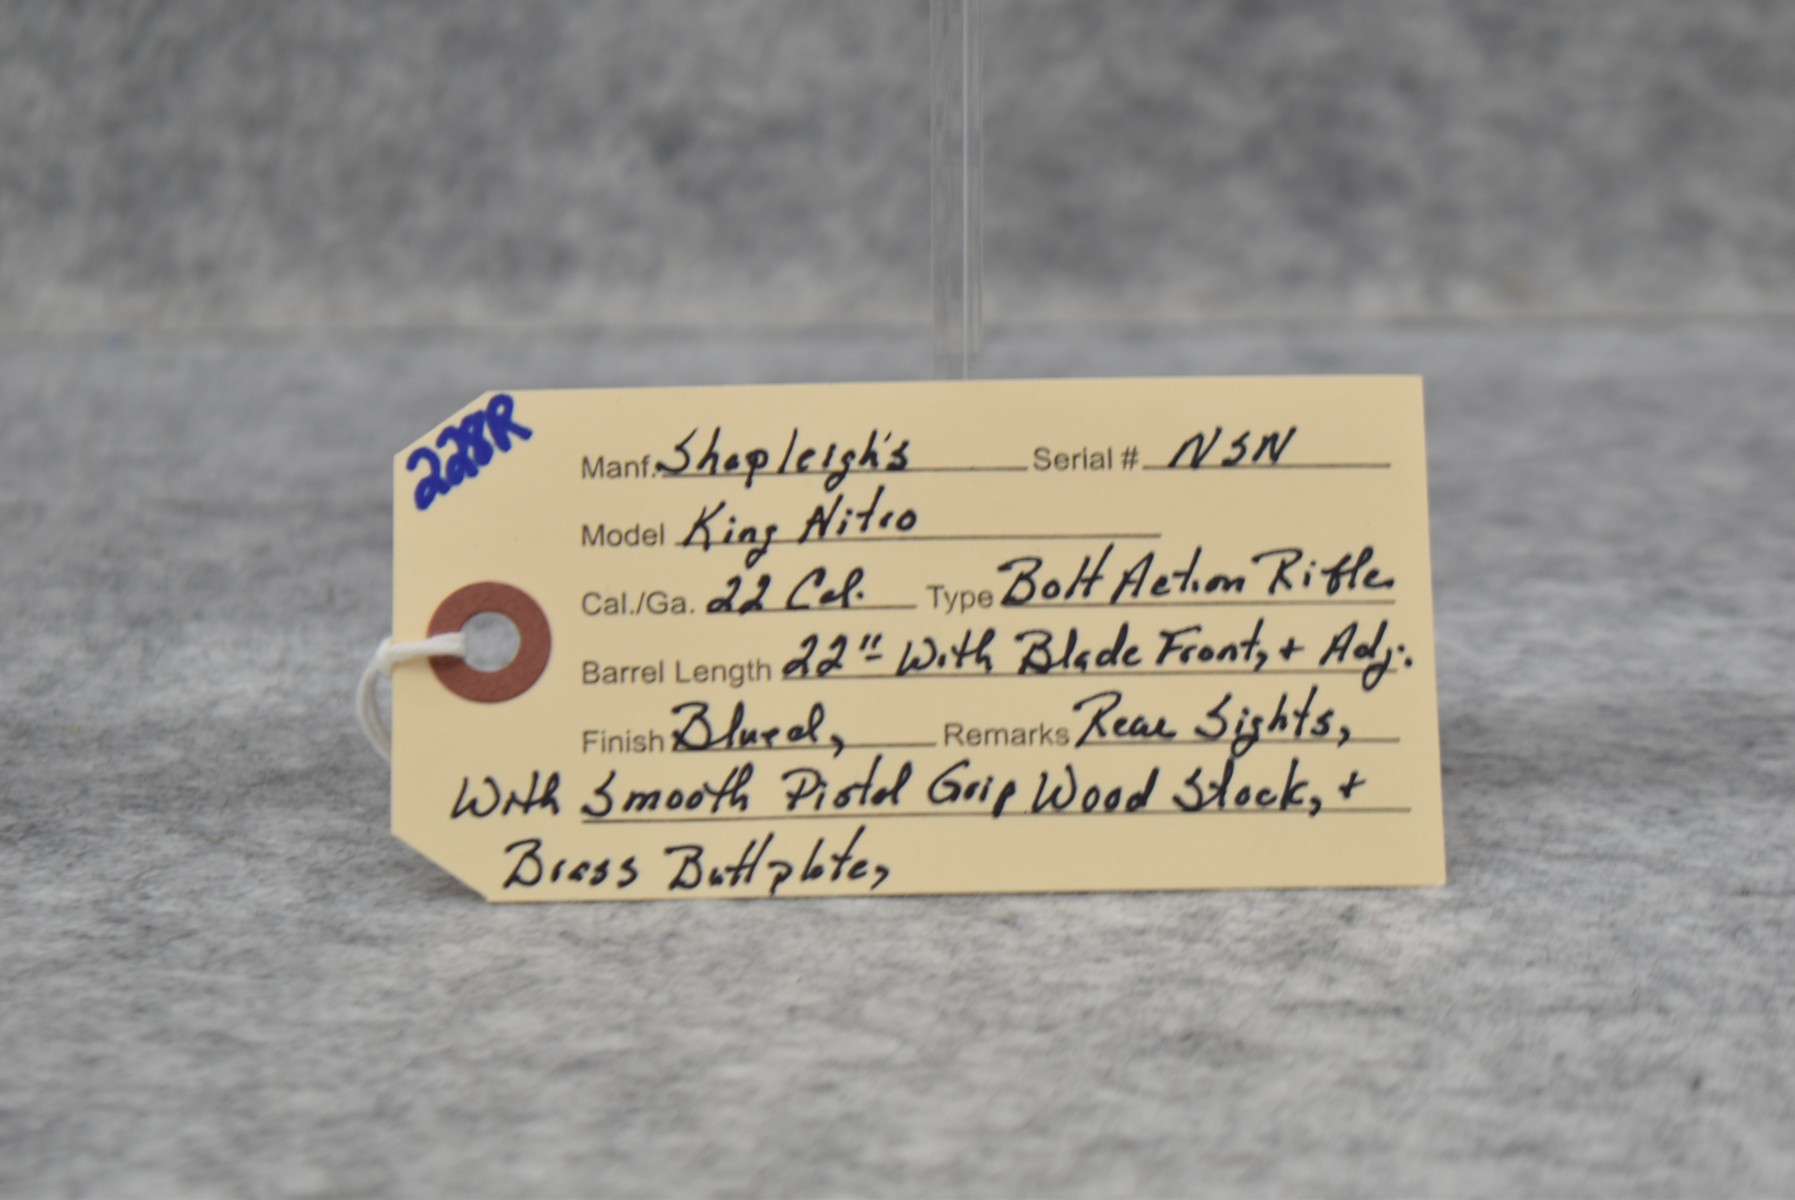 228R
Manf. Shapleigh's Serial # NSN
Model King Nitro
Cal./Ga. 22 Cal. Type Bolt Action Rifle
Barrel Length 22" With Blade Front, + Adj.
Finish Blued, Remarks Rear Sights,
With Smooth Pistol Grip Wood Stock, +
Brass Buttplate,